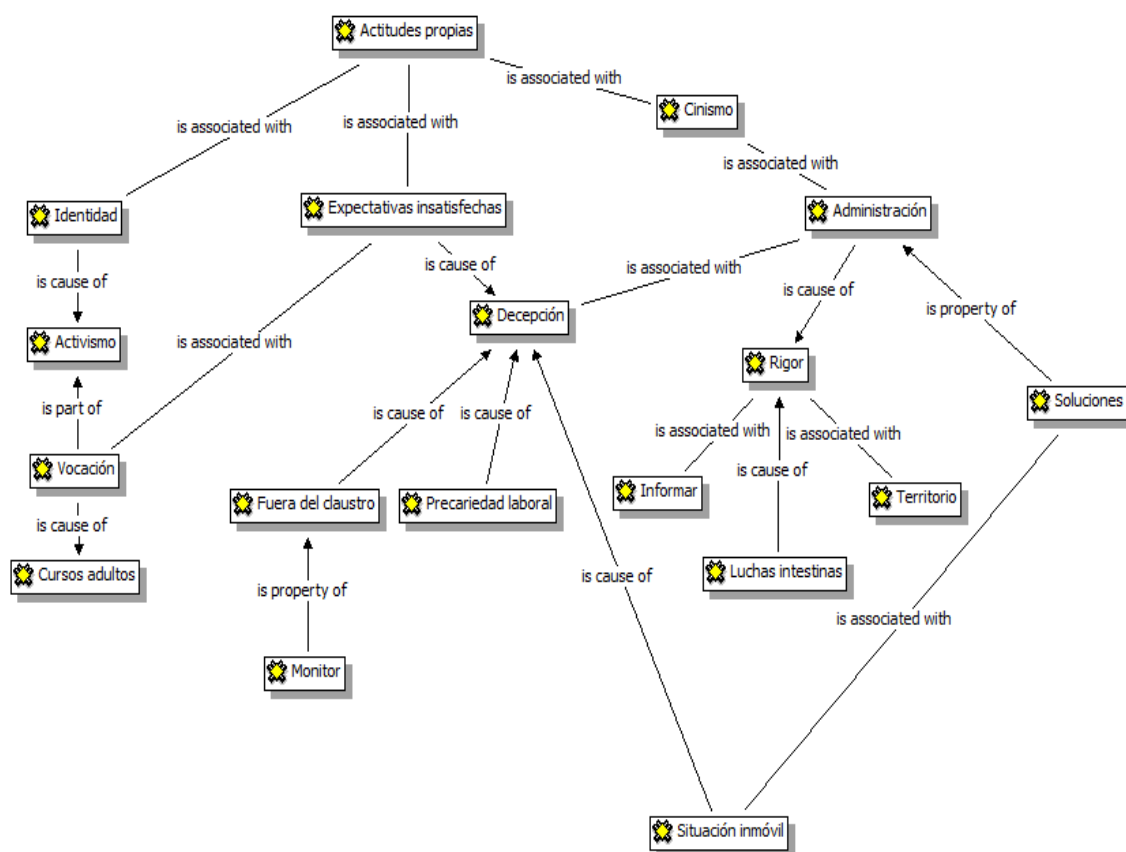 Actitudes propias
is associated with
Cinismo
is associated with
is associated with
is associated with
Identidad
Expectativas insatisfechas
Administración
is cause of
is associated with
is cause of
is cause of
is property of
Decepción
Activismo
is associated with
Rigor
is part of
Soluciones
is cause of
is cause of
is associated with
is associated with
Vocación
is cause of
Informar
Territorio
Fuera del claustro
Precariedad laboral
is cause of
Cursos adultos
Luchas intestinas
is cause of
is property of
is associated with
Monitor
Situación inmóvil